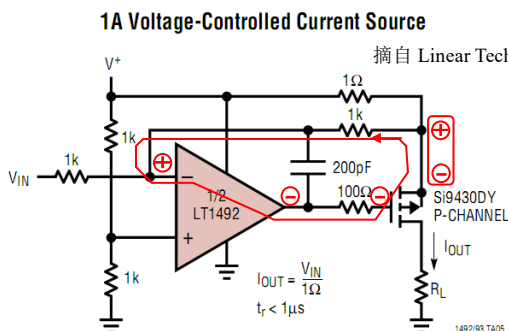 1A Voltage-Controlled Current Source
摘自 Linear Tech
V+
1Ω
1k
1k
1k
VIN
200pF
1/2
LT1492
100Ω
Si9430DY
P-CHANNEL
1k
IOUT
IOUT = VIN
1Ω
tr < 1µs
RL
1492/93 TA05